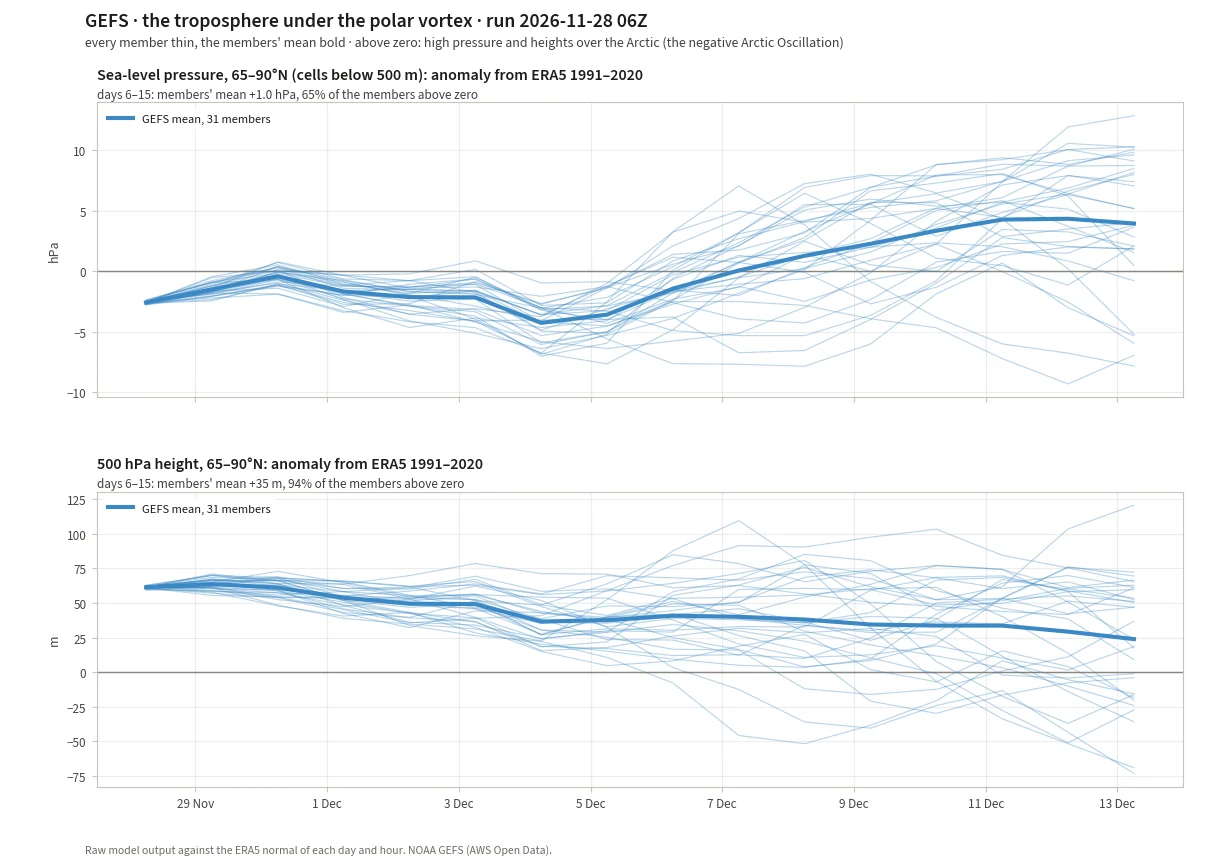 GEFS · the troposphere under the polar vortex · run 2026-11-28 06Z
every member thin, the members' mean bold · above zero: high pressure and heights over the Arctic (the negative Arctic Oscillation)
Sea-level pressure, 65–90°N (cells below 500 m): anomaly from ERA5 1991–2020
days 6–15: members' mean +1.0 hPa, 65% of the members above zero
GEFS mean, 31 members
10
5
0
−5
−10
hPa
500 hPa height, 65–90°N: anomaly from ERA5 1991–2020
days 6–15: members' mean +35 m, 94% of the members above zero
GEFS mean, 31 members
125
100
75
50
25
0
−25
−50
−75
m
29 Nov 1 Dec 3 Dec 5 Dec 7 Dec 9 Dec 11 Dec 13 Dec
Raw model output against the ERA5 normal of each day and hour. NOAA GEFS (AWS Open Data).